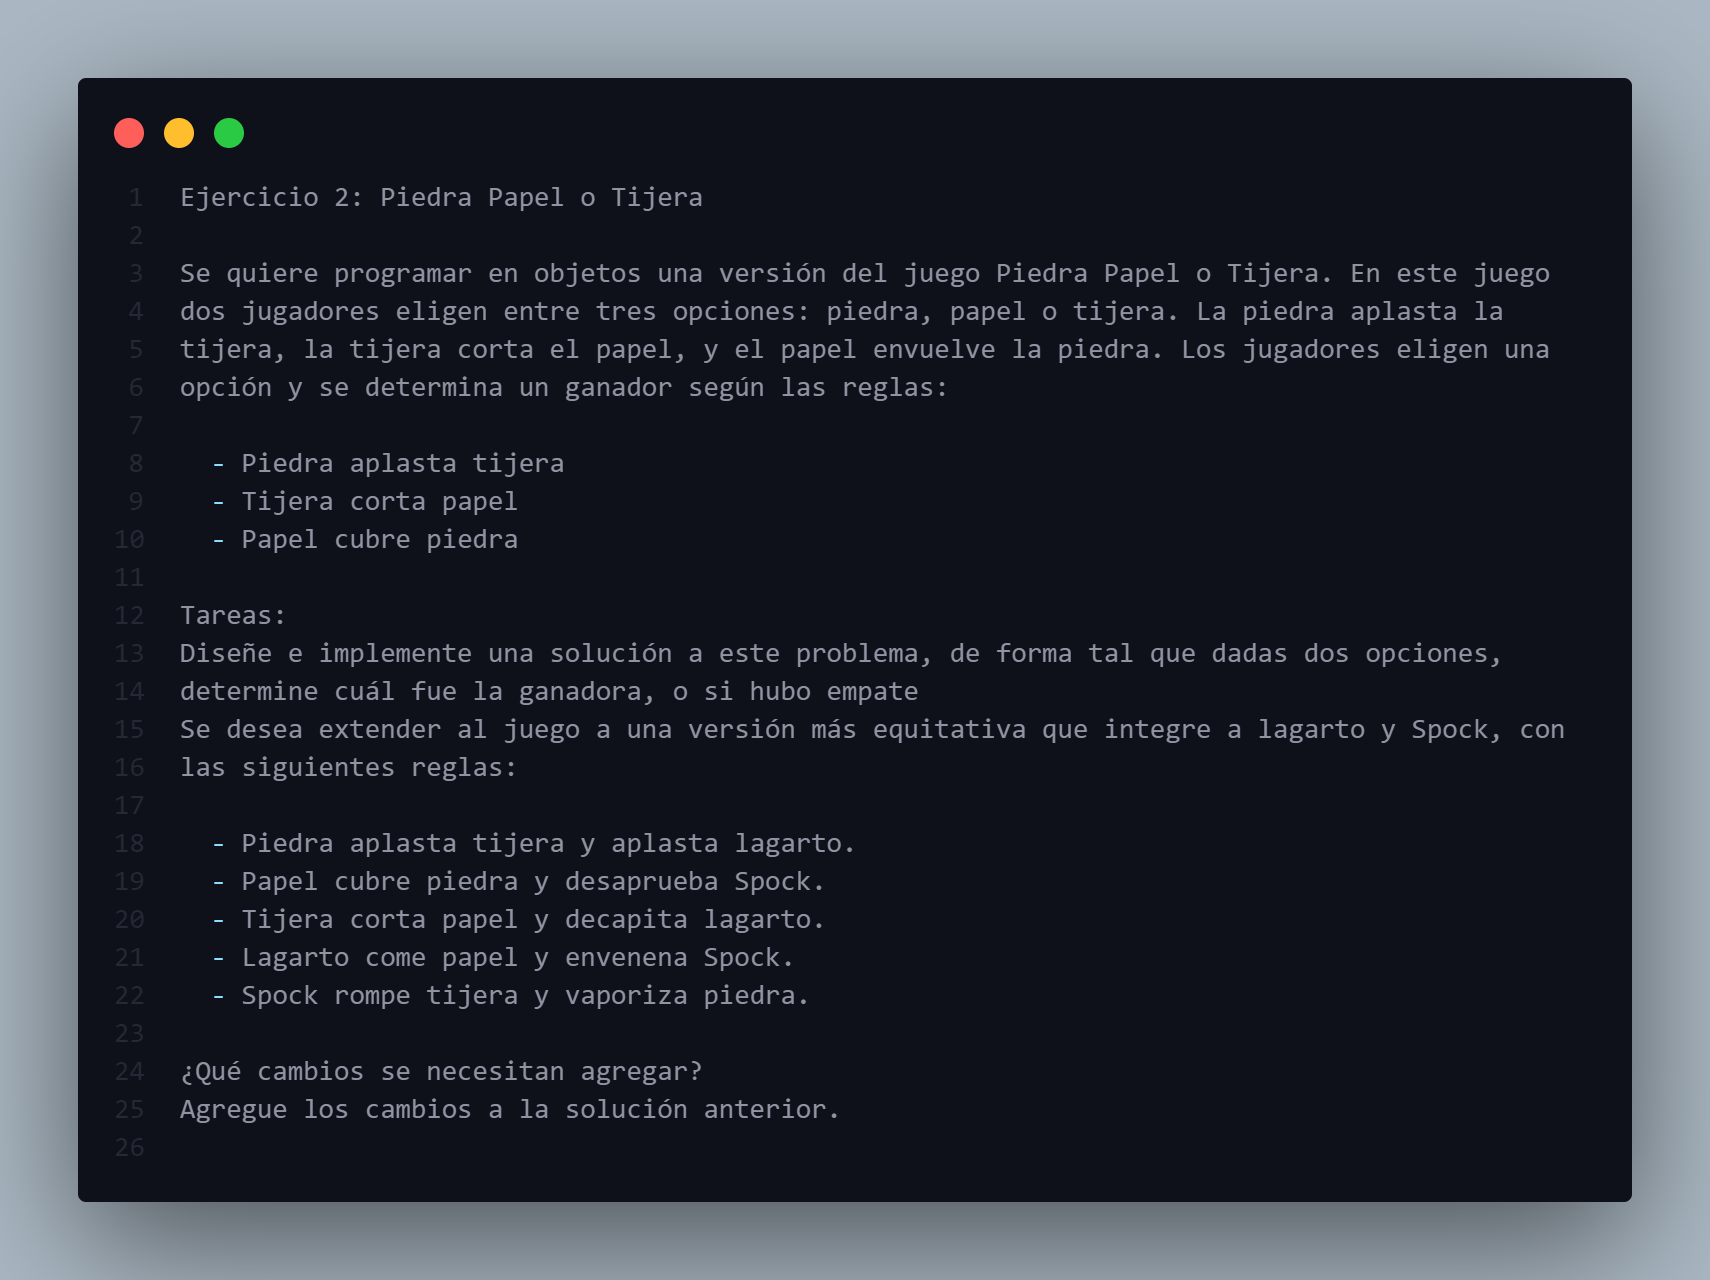 1 Ejercicio 2: Piedra Papel o Tijera
2
3 Se quiere programar en objetos una versión del juego Piedra Papel o Tijera. En este juego
4 dos jugadores eligen entre tres opciones: piedra, papel o tijera. La piedra aplasta la
5 tijera, la tijera corta el papel, y el papel envuelve la piedra. Los jugadores eligen una
6 opción y se determina un ganador según las reglas:
7
8 - Piedra aplasta tijera
9 - Tijera corta papel
10 - Papel cubre piedra
11
12 Tareas:
13 Diseñe e implemente una solución a este problema, de forma tal que dadas dos opciones,
14 determine cuál fue la ganadora, o si hubo empate
15 Se desea extender al juego a una versión más equitativa que integre a lagarto y Spock, con
16 las siguientes reglas:
17
18 - Piedra aplasta tijera y aplasta lagarto.
19 - Papel cubre piedra y desaprueba Spock.
20 - Tijera corta papel y decapita lagarto.
21 - Lagarto come papel y envenena Spock.
22 - Spock rompe tijera y vaporiza piedra.
23
24 ¿Qué cambios se necesitan agregar?
25 Agregue los cambios a la solución anterior.
26